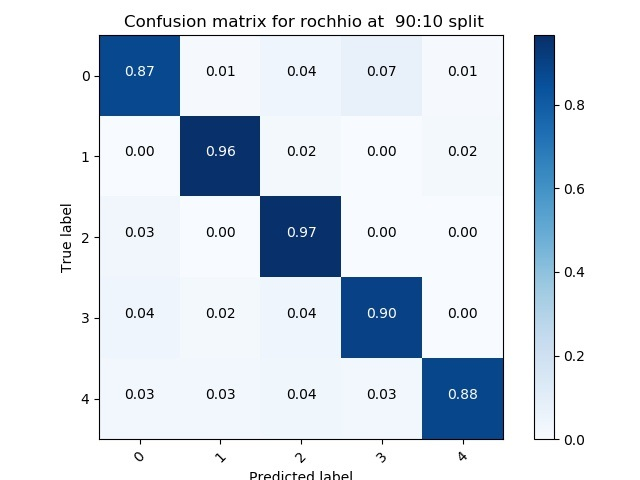 Confusion matrix for rochhio at 90:10 split
True label
0 0.87 0.01 0.04 0.07 0.01
1 0.00 0.96 0.02 0.00 0.02
2 0.03 0.00 0.97 0.00 0.00
3 0.04 0.02 0.04 0.90 0.00
4 0.03 0.03 0.04 0.03 0.88
0 1 2 3 4
Predicted label
0.8
0.6
0.4
0.2
0.0